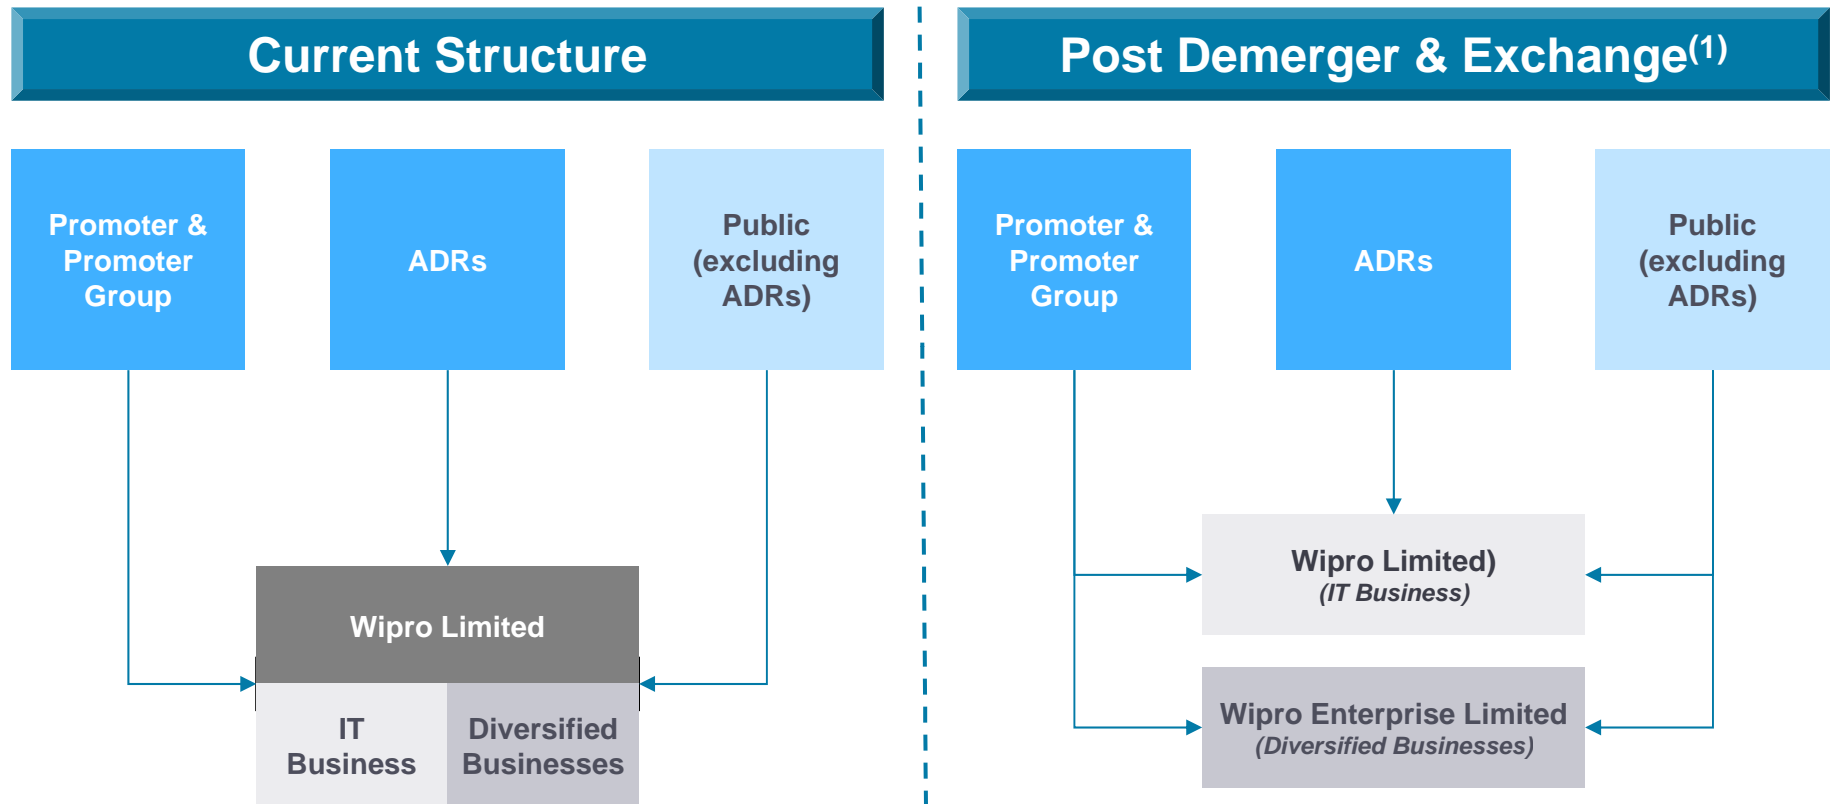 Current Structure
Promoter &
Promoter
Group
ADRs
Public
(excluding
ADRs)
Wipro Limited
IT
Business
Diversified
Businesses
Post Demerger & Exchange(1)
Promoter &
Promoter
Group
ADRs
Public
(excluding
ADRs)
Wipro Limited)
(IT Business)
Wipro Enterprise Limited
(Diversified Businesses)